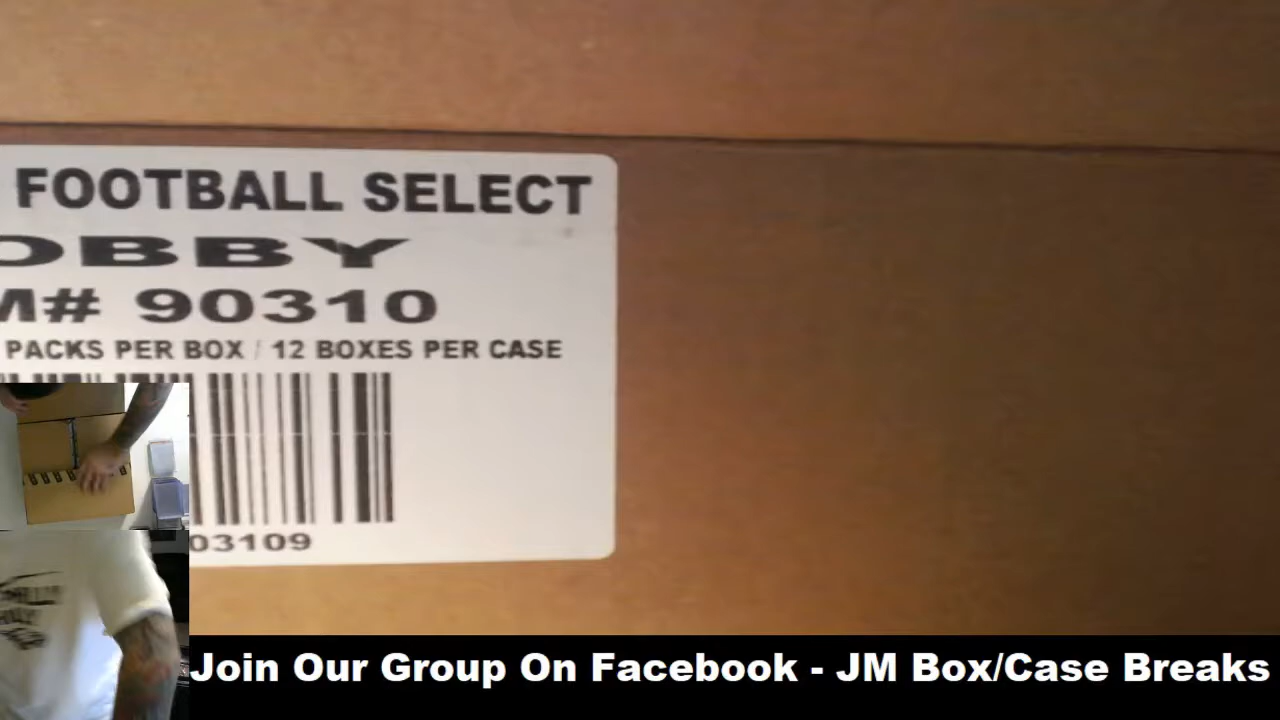 FOOTBALL SELECT
OBBY
M# 90310
PACKS PER BOX / 12 BOXES PER CASE
03109
Join Our Group On Facebook - JM Box/Case Breaks